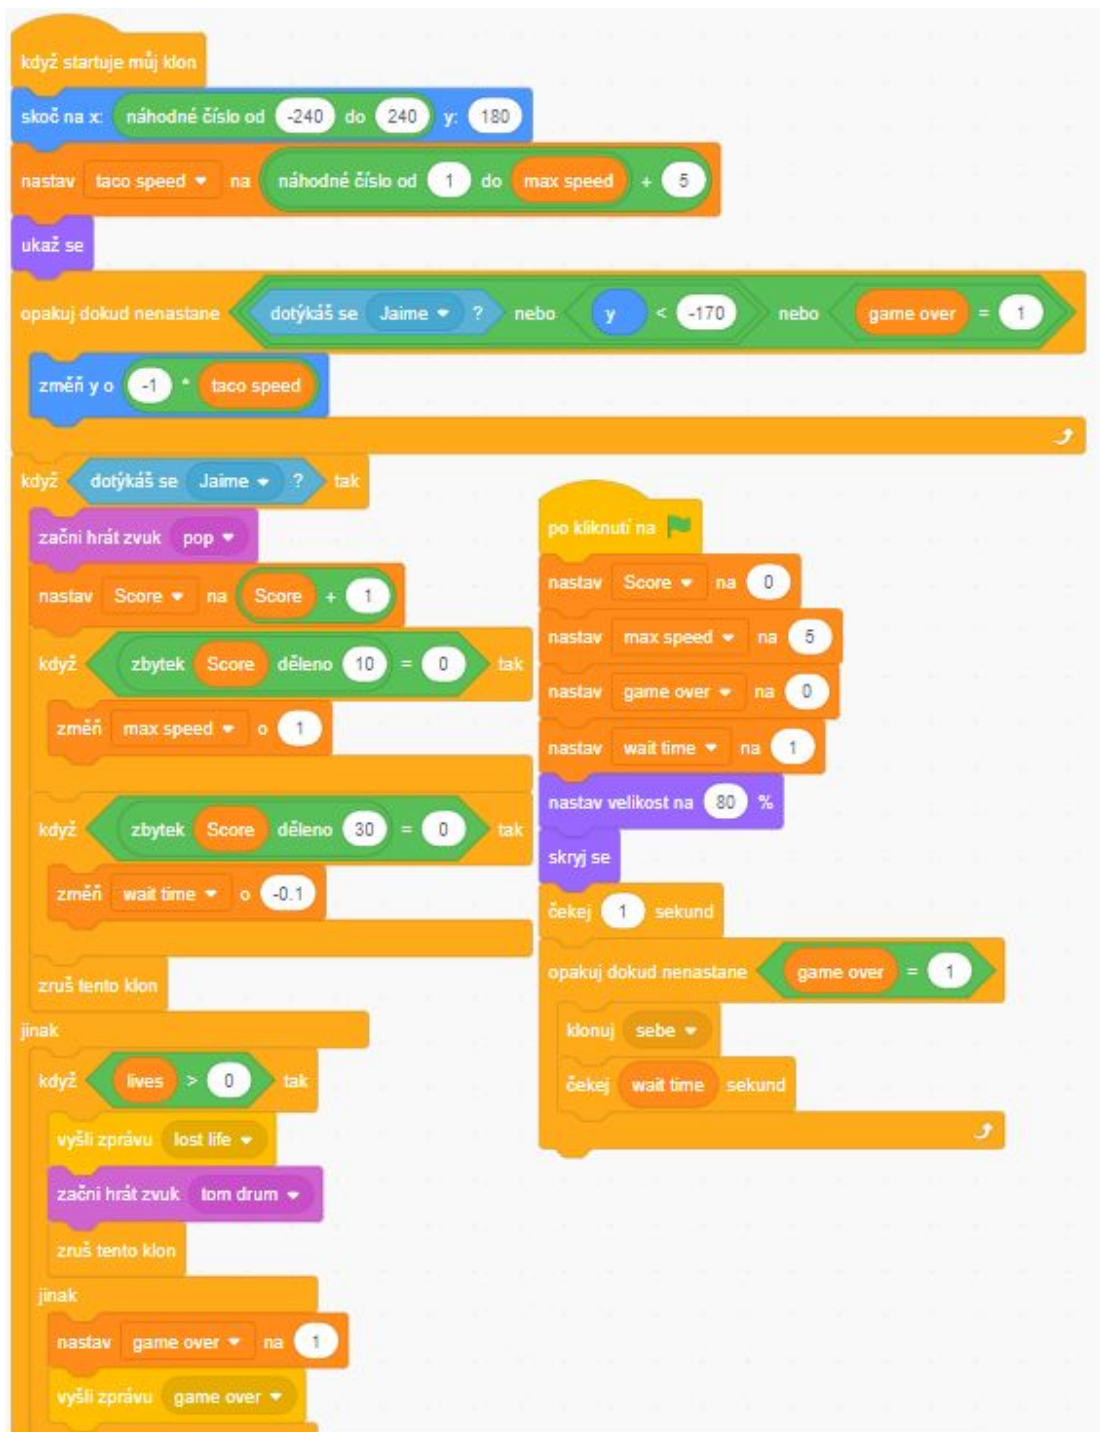 když startuje můj klon
skoč na x: náhodné číslo od -240 do 240 y: 180
nastav taco speed na náhodné číslo od 1 do max speed + 5
ukaž se
opakuj dokud nenastane dotýkáš se Jaime ? nebo y < -170 nebo game over = 1
změň y o -1 * taco speed
když dotýkáš se Jaime ? tak
začni hrát zvuk pop
nastav Score na Score + 1
když zbytek Score děleno 10 = 0 tak
změň max speed o 1
když zbytek Score děleno 30 = 0 tak
změň wait time o -0.1
zruš tento klon
jinak
když lives > 0 tak
vyšli zprávu lost life
začni hrát zvuk tom drum
zruš tento klon
jinak
nastav game over na 1
vyšli zprávu game over
po kliknutí na
nastav Score na 0
nastav max speed na 5
nastav game over na 0
nastav wait time na 1
nastav velikost na 80 %
skryj se
čekej 1 sekund
opakuj dokud nenastane game over = 1
klonuj sebe
čekej wait time sekund